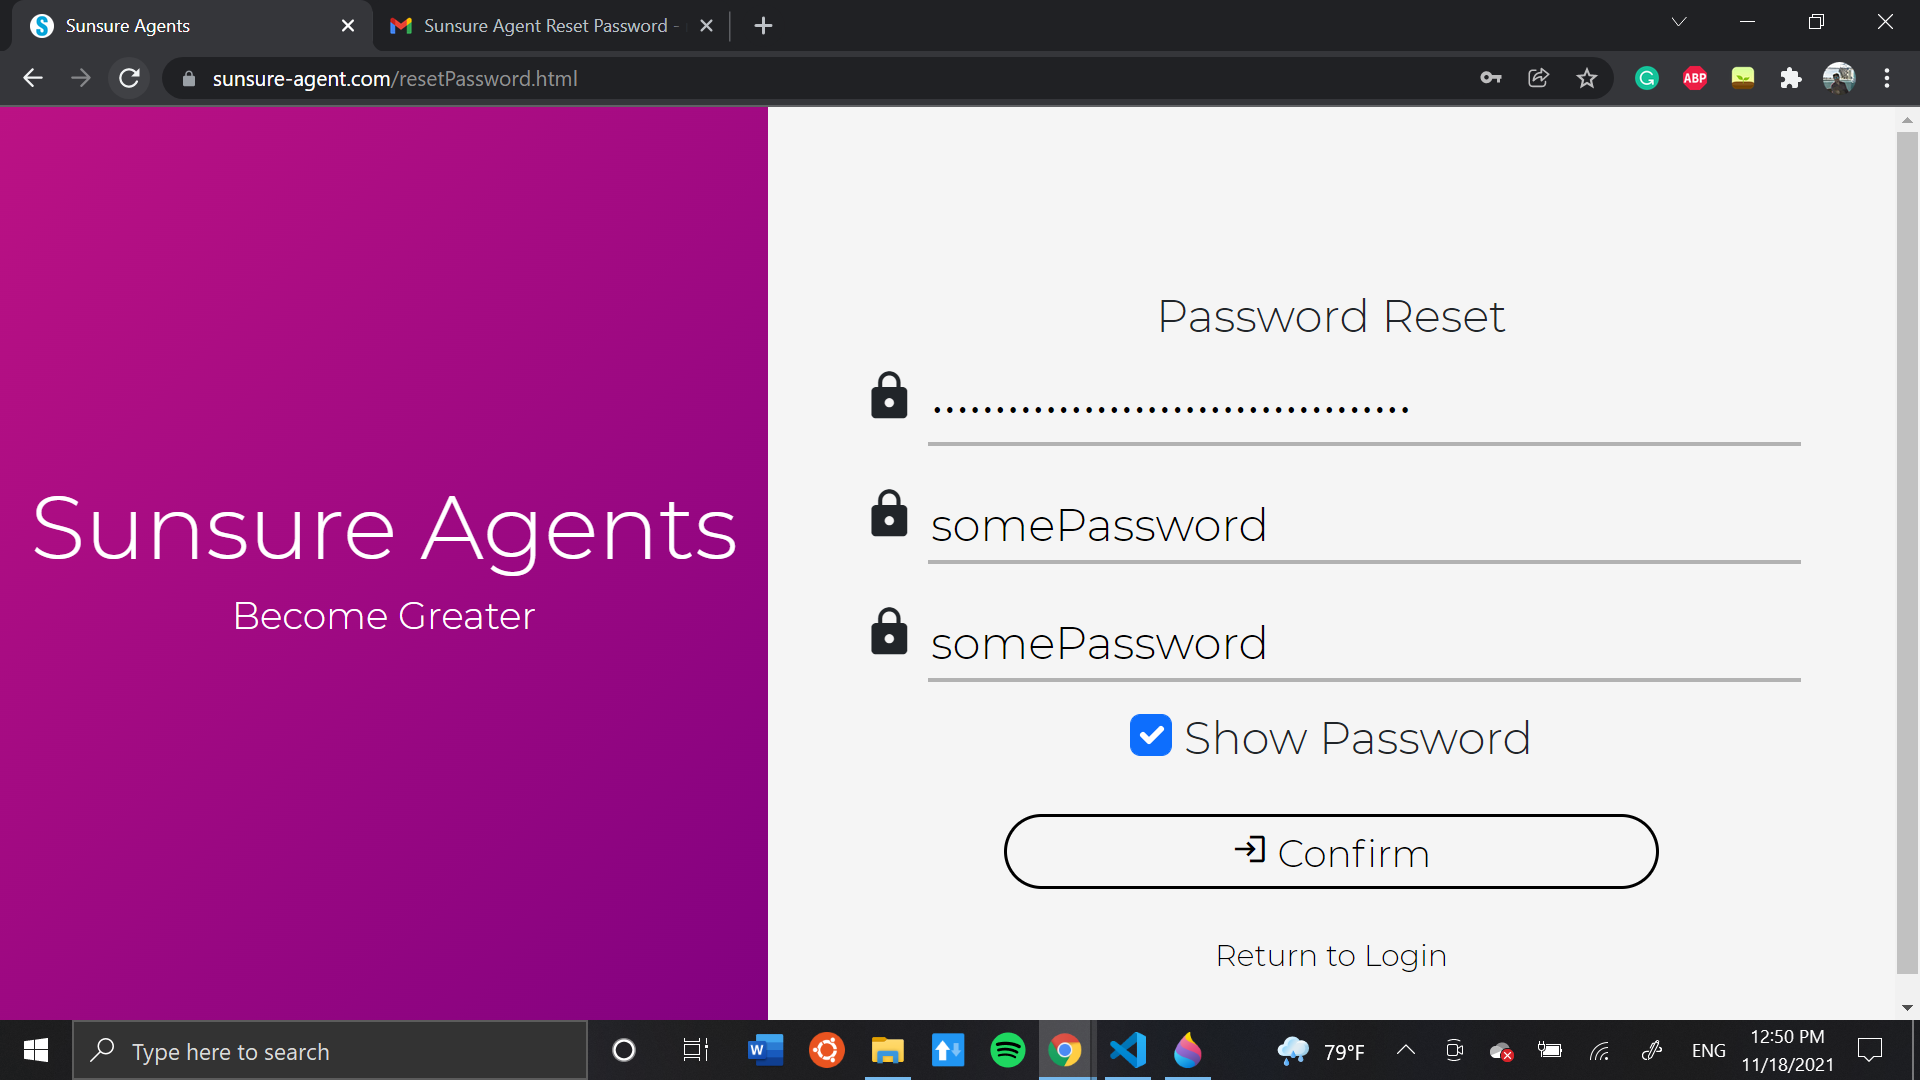 Sunsure Agents
Sunsure Agent Reset Password -
sunsure-agent.com/resetPassword.html
ABP
Password Reset
••••••••••••••••••••••••••••••••••••••
somePassword
somePassword
Show Password
Confirm
Return to Login
Sunsure Agents
Become Greater
Type here to search
W
79°F
ENG
12:50 PM
11/18/2021